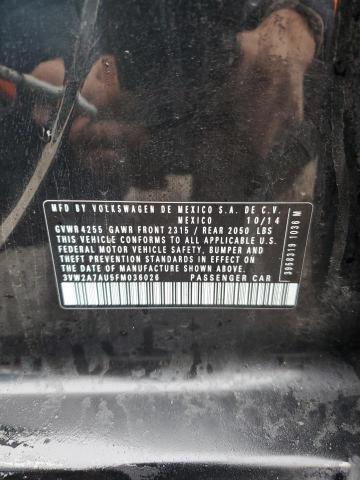 MFD BY VOLKSWAGEN DE MEXICO S.A. DE C.V.
MEXICO 10/14
GVWR 4255 GAWR FRONT 2315 / REAR 2050 LBS
THIS VEHICLE CONFORMS TO ALL APPLICABLE U.S.
FEDERAL MOTOR VEHICLE SAFETY, BUMPER AND
THEFT PREVENTION STANDARDS IN EFFECT ON THE
DATE OF MANUFACTURE SHOWN ABOVE.
3VW2A7AU5FM036026 PASSENGER CAR
3958319 1036 M